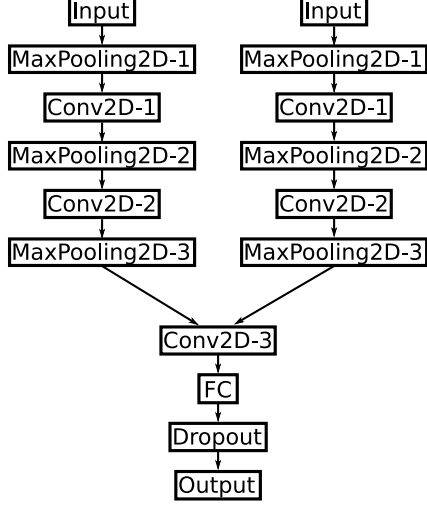 Input
MaxPooling2D-1
Conv2D-1
MaxPooling2D-2
Conv2D-2
MaxPooling2D-3
Input
MaxPooling2D-1
Conv2D-1
MaxPooling2D-2
Conv2D-2
MaxPooling2D-3
Conv2D-3
FC
Dropout
Output